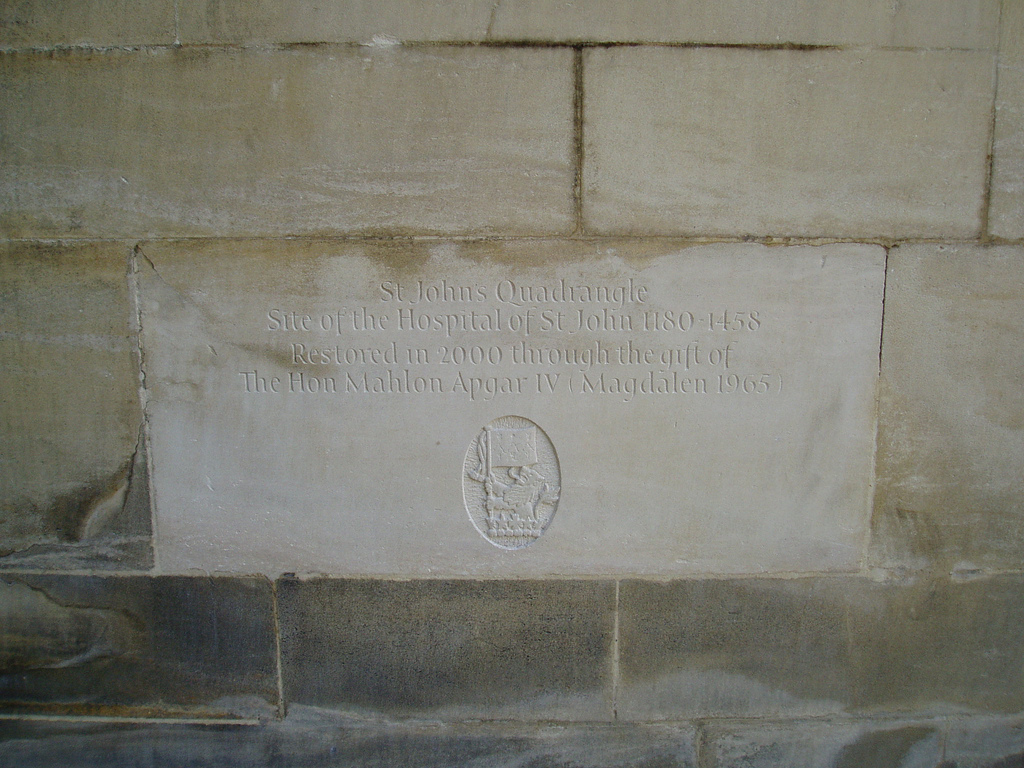 St John's Quadrangle
Site of the Hospital of St John 1180-1458
Restored in 2000 through the gift of
The Hon Mahlon Apgar IV (Magdalen 1965)